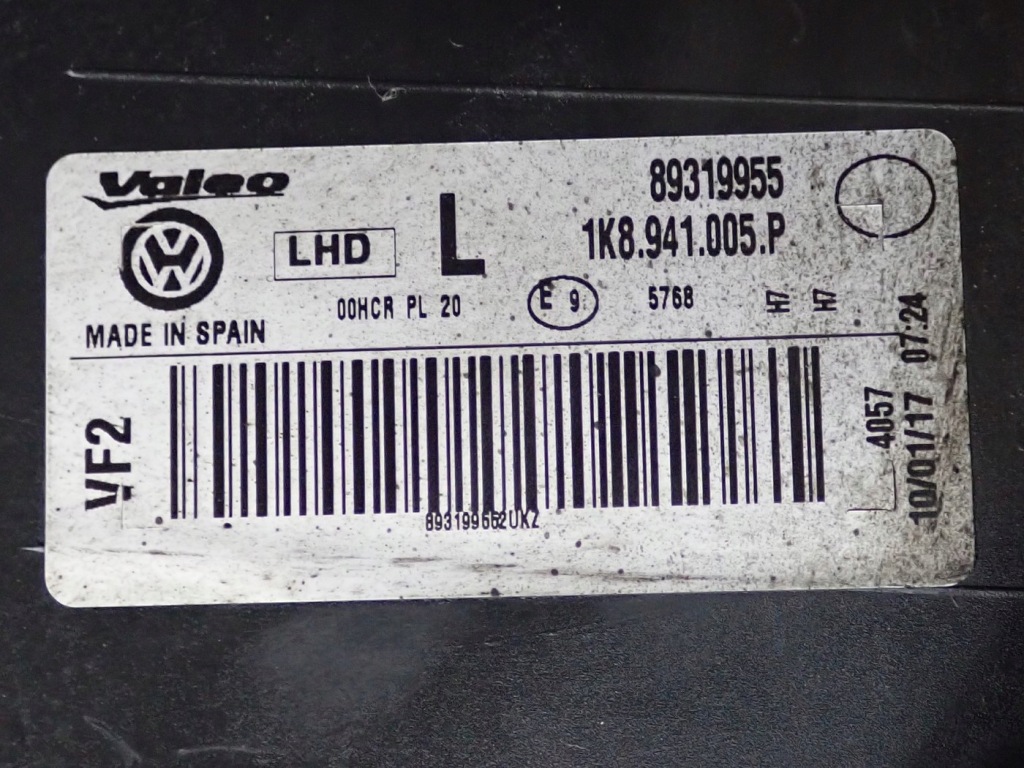 Valeo
89319955
LHD
L
1K8.941.005.P
00HCR PL 20
E 9
5768
H7
H7
MADE IN SPAIN
VF2
4057
10/01/17 07:24